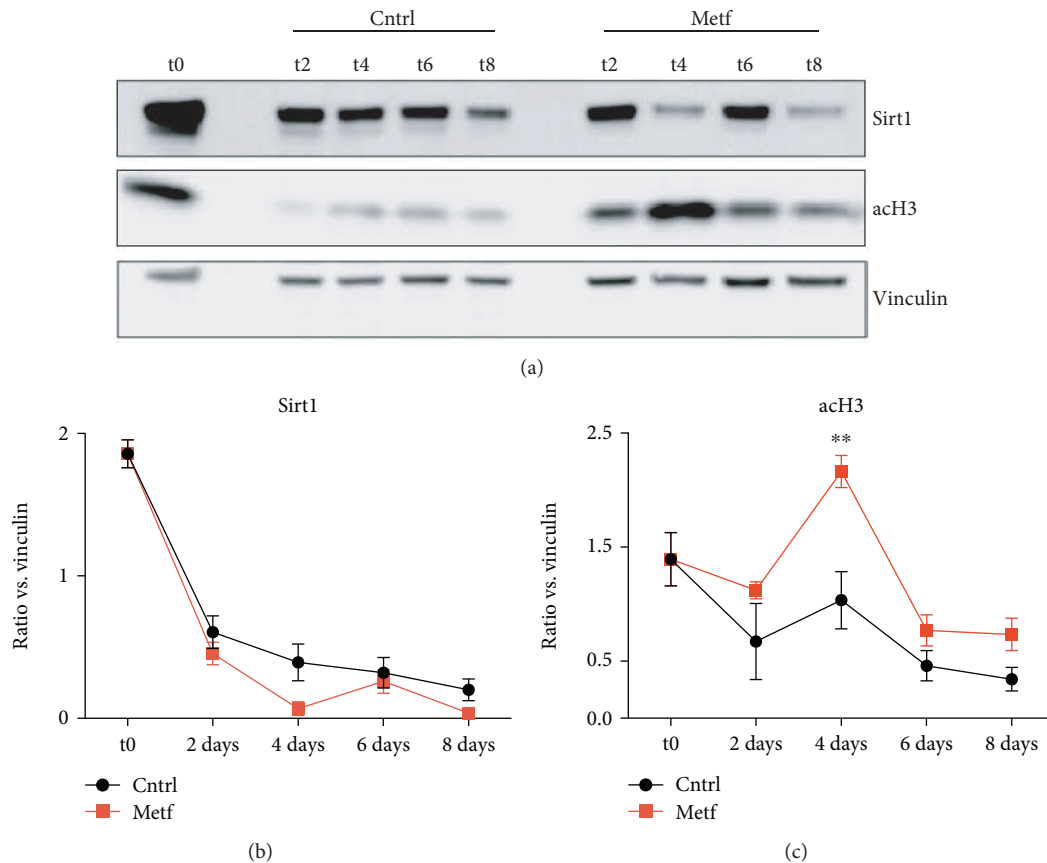 Cntrl Metf
t0 t2 t4 t6 t8 t2 t4 t6 t8
Sirt1
acH3
Vinculin
(a)
Sirt1
2
1
0
Ratio vs. vinculin
t0 2 days 4 days 6 days 8 days
Cntrl
Metf
(b)
acH3
**
2.5
1.5
0.5
0.0
Ratio vs. vinculin
t0 2 days 4 days 6 days 8 days
Cntrl
Metf
(c)